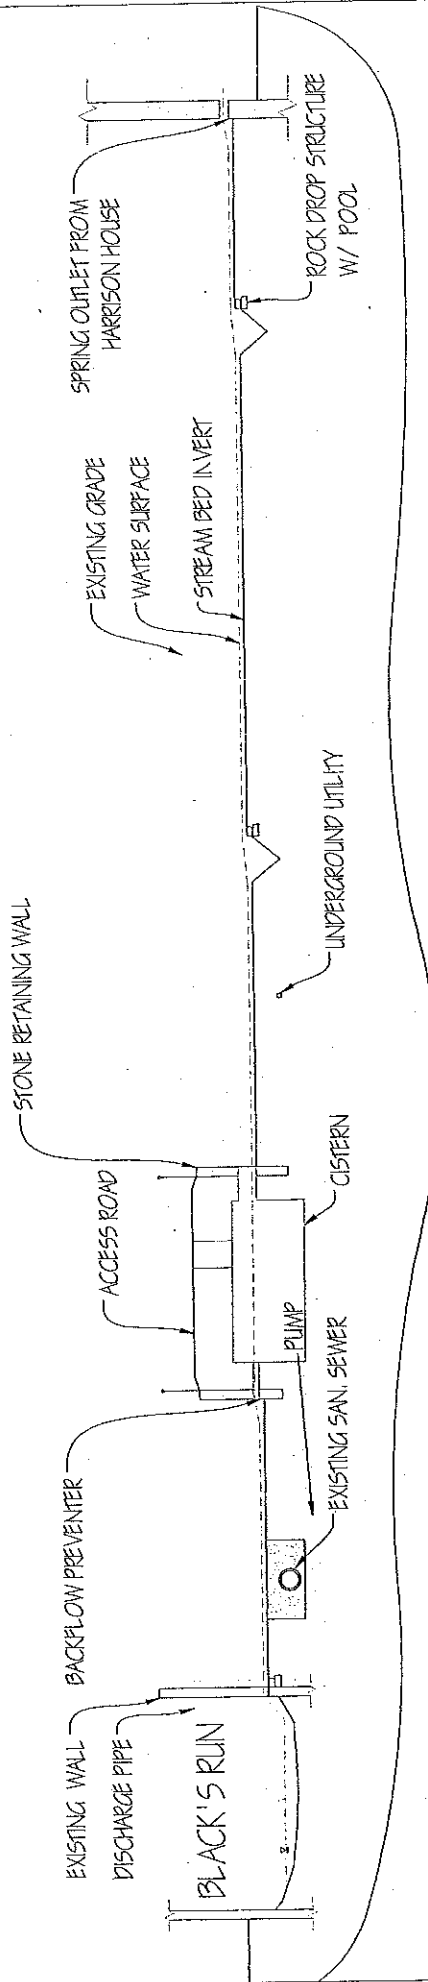 EXISTING WALL
DISCHARGE PIPE
BLACK'S RUN
BACKFLOW PREVENTER
EXISTING SAN. SEWER
PUMP
ACCESS ROAD
CISTERN
STONE RETAINING WALL
UNDERGROUND UTILITY
EXISTING GRADE
WATER SURFACE
STREAM BED INVERT
SPRING OUTLET FROM
HARRISON HOUSE
ROCK DROP STRUCTURE
W/ POOL